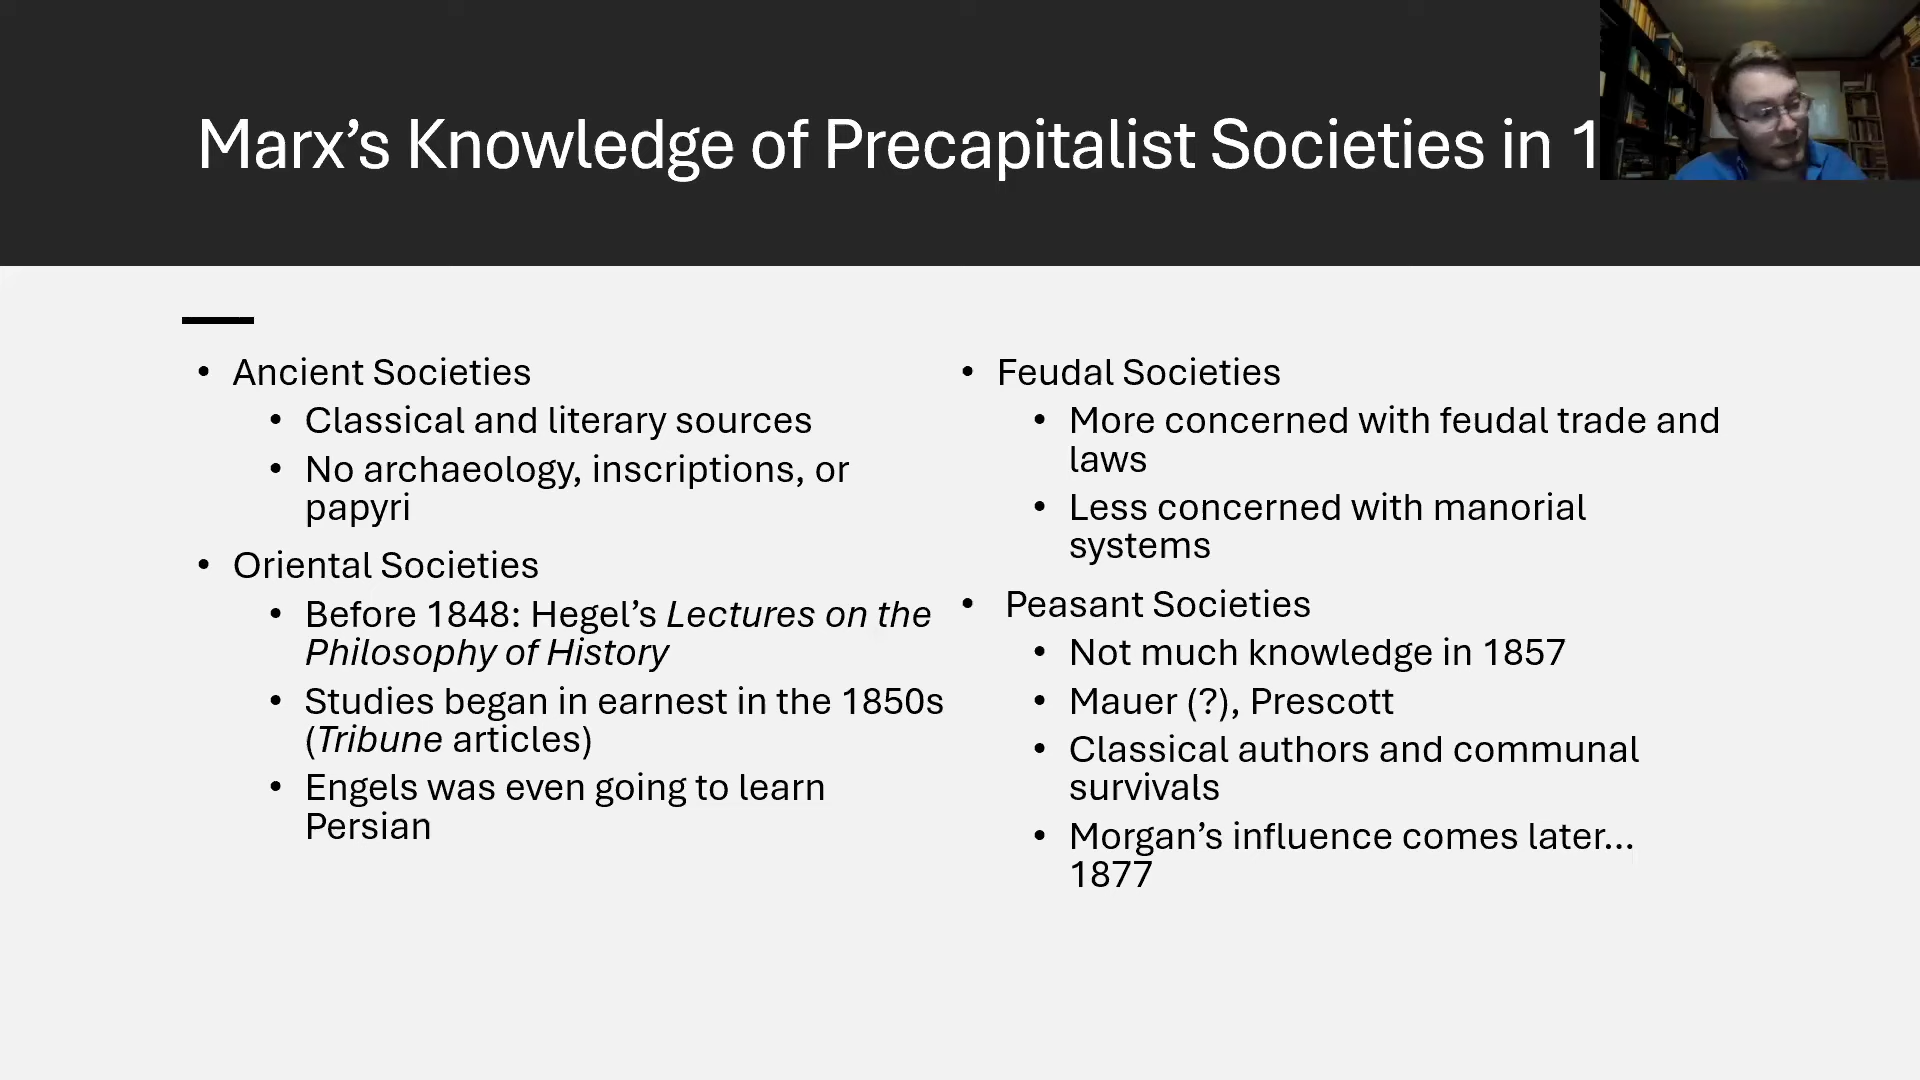 Marx’s Knowledge of Precapitalist Societies in 1
• Ancient Societies
• Classical and literary sources
• No archaeology, inscriptions, or
papyri
• Oriental Societies
• Before 1848: Hegel’s Lectures on the
Philosophy of History
• Studies began in earnest in the 1850s
(Tribune articles)
• Engels was even going to learn
Persian
• Feudal Societies
• More concerned with feudal trade and
laws
• Less concerned with manorial
systems
• Peasant Societies
• Not much knowledge in 1857
• Mauer (?), Prescott
• Classical authors and communal
survivals
• Morgan’s influence comes later…
1877